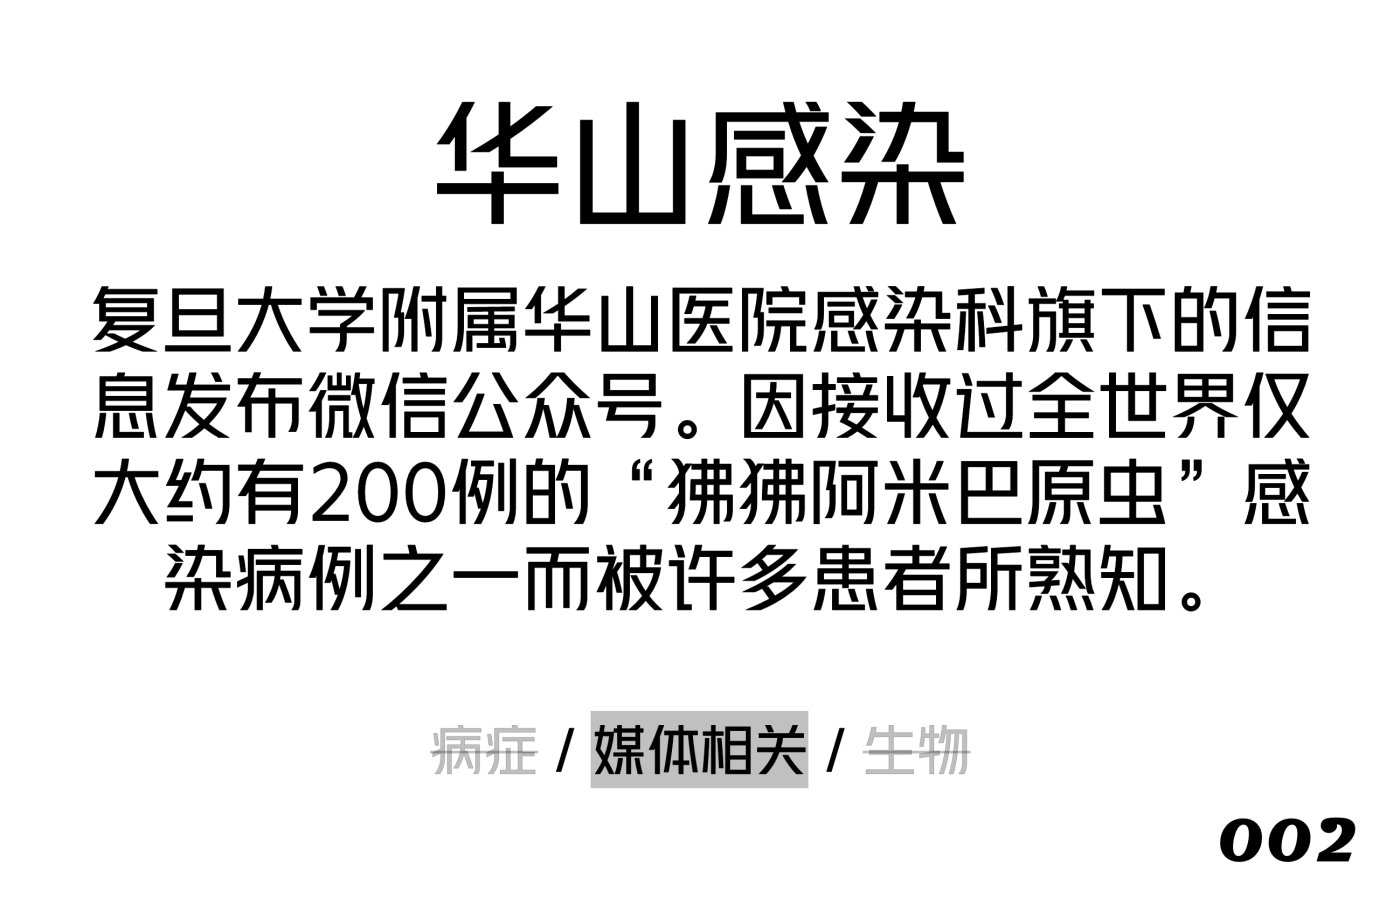 华山感染
复旦大学附属华山医院感染科旗下的信
息发布微信公众号。因接收过全世界仅
大约有200例的“狒狒阿米巴原虫”感
染病例之一而被许多患者所熟知。
病症 / 媒体相关 / 生物
002